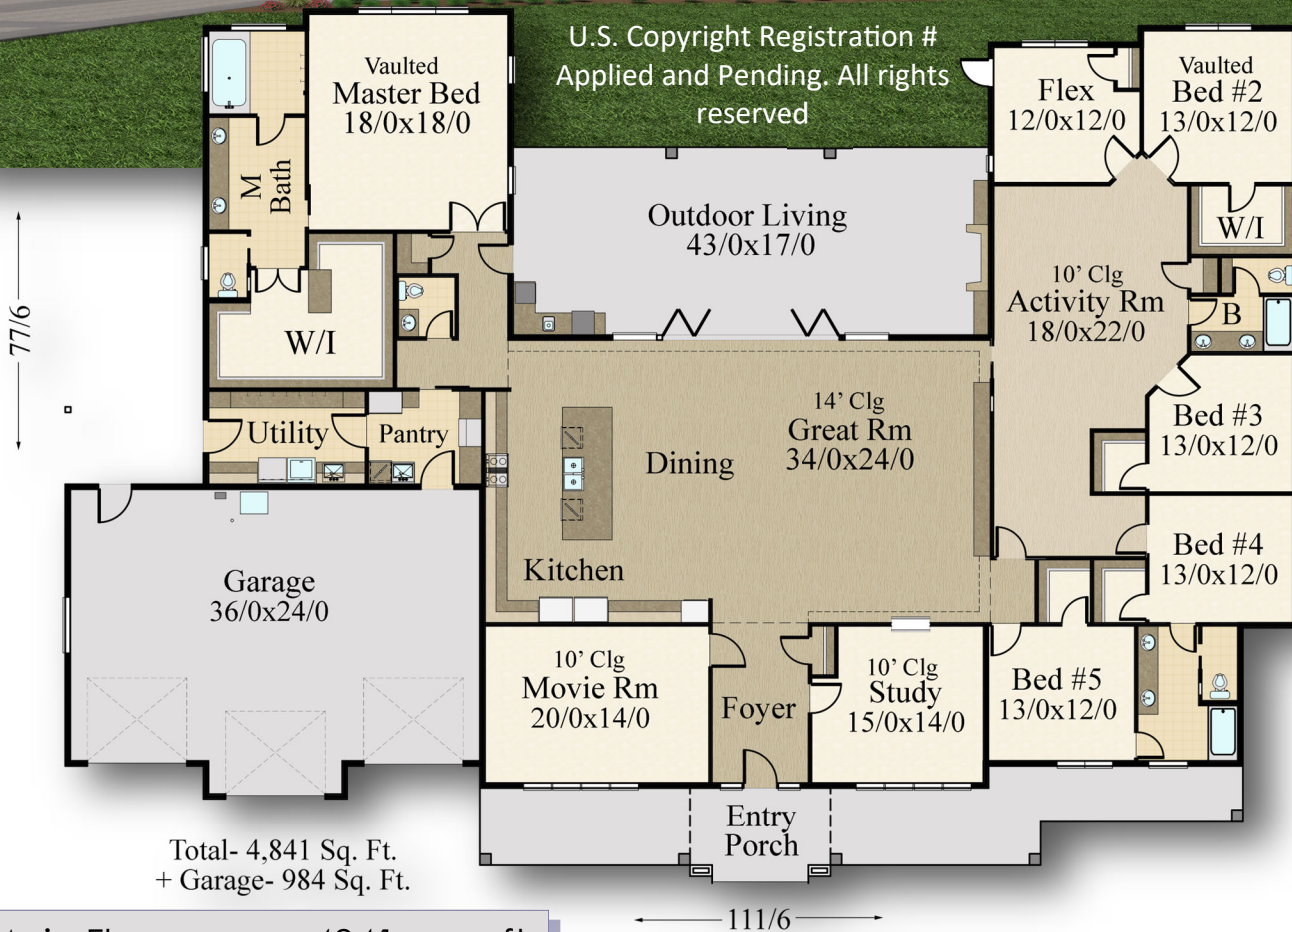 U.S. Copyright Registration #
Applied and Pending. All rights
reserved
Vaulted
Master Bed
18/0x18/0
Flex
12/0x12/0
Vaulted
Bed #2
13/0x12/0
M
Bath
Outdoor Living
43/0x17/0
W/I
10' Clg
Activity Rm
18/0x22/0
B
W/I
77/6
Utility
Pantry
Dining
14' Clg
Great Rm
34/0x24/0
Bed #3
13/0x12/0
Kitchen
Bed #4
13/0x12/0
Garage
36/0x24/0
10' Clg
Movie Rm
20/0x14/0
Foyer
10' Clg
Study
15/0x14/0
Bed #5
13/0x12/0
Entry
Porch
Total- 4,841 Sq. Ft.
+ Garage- 984 Sq. Ft.
111/6